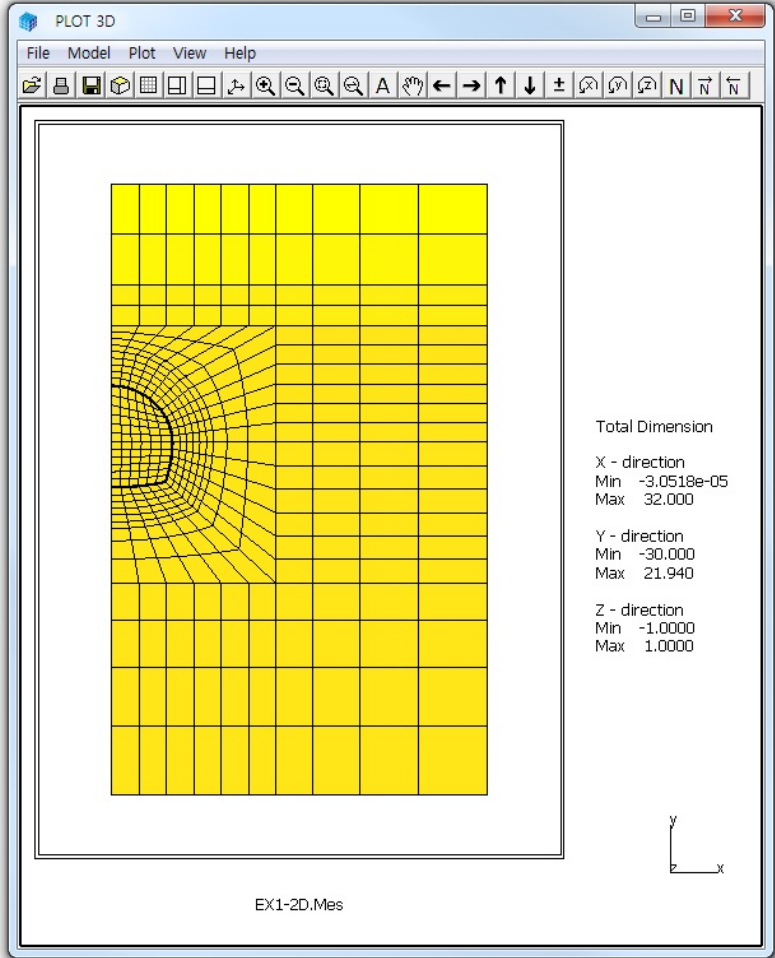 PLOT 3D
File Model Plot View Help
A ± x y z N N N
Total Dimension
X - direction
Min -3.0518e-05
Max 32.000
Y - direction
Min -30.000
Max 21.940
Z - direction
Min -1.0000
Max 1.0000
y
z x
EX1-2D.Mes